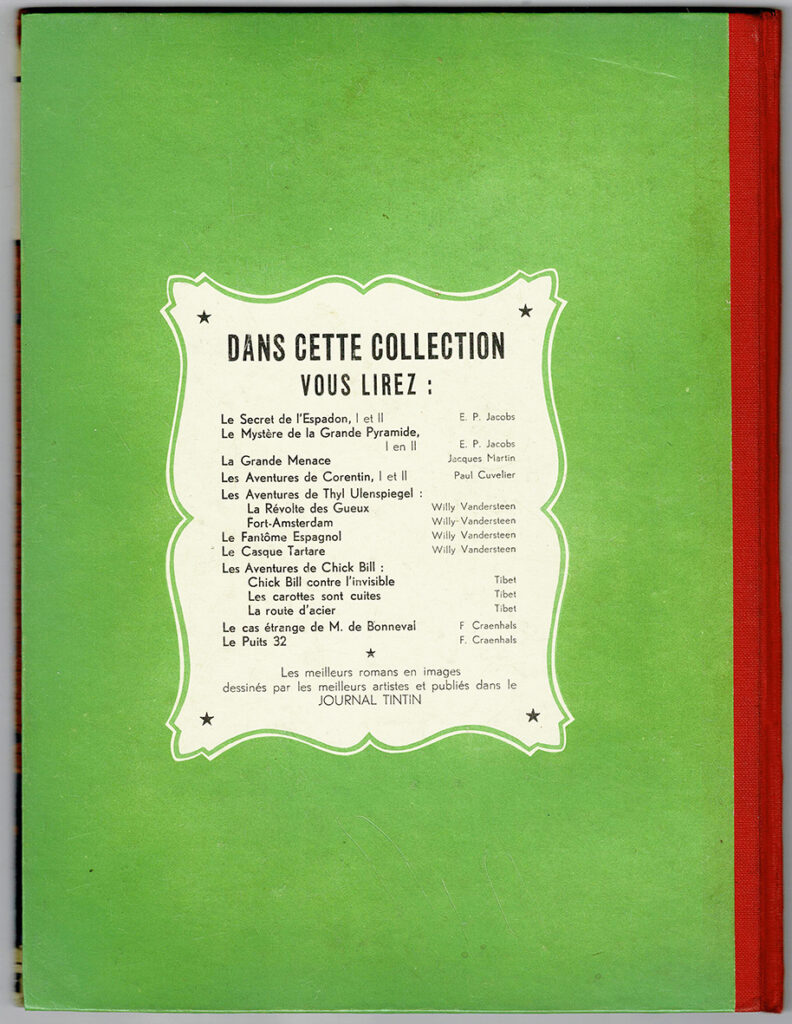 DANS CETTE COLLECTION
VOUS LIREZ :
Le Secret de l'Espadon, I et II E. P. Jacobs
Le Mystère de la Grande Pyramide,
I en II E. P. Jacobs
La Grande Menace Jacques Martin
Les Aventures de Corentin, I et II Paul Cuvelier
Les Aventures de Thyl Ulenspiegel :
La Révolte des Gueux Willy Vandersteen
Fort-Amsterdam Willy Vandersteen
Le Fantôme Espagnol Willy Vandersteen
Le Casque Tartare Willy Vandersteen
Les Aventures de Chick Bill :
Chick Bill contre l'invisible Tibet
Les carottes sont cuites Tibet
La route d'acier Tibet
Le cas étrange de M. de Bonneval F Craenhals
Le Puits 32 F. Craenhals
Les meilleurs romans en images
dessinés par les meilleurs artistes et publiés dans le
JOURNAL TINTIN